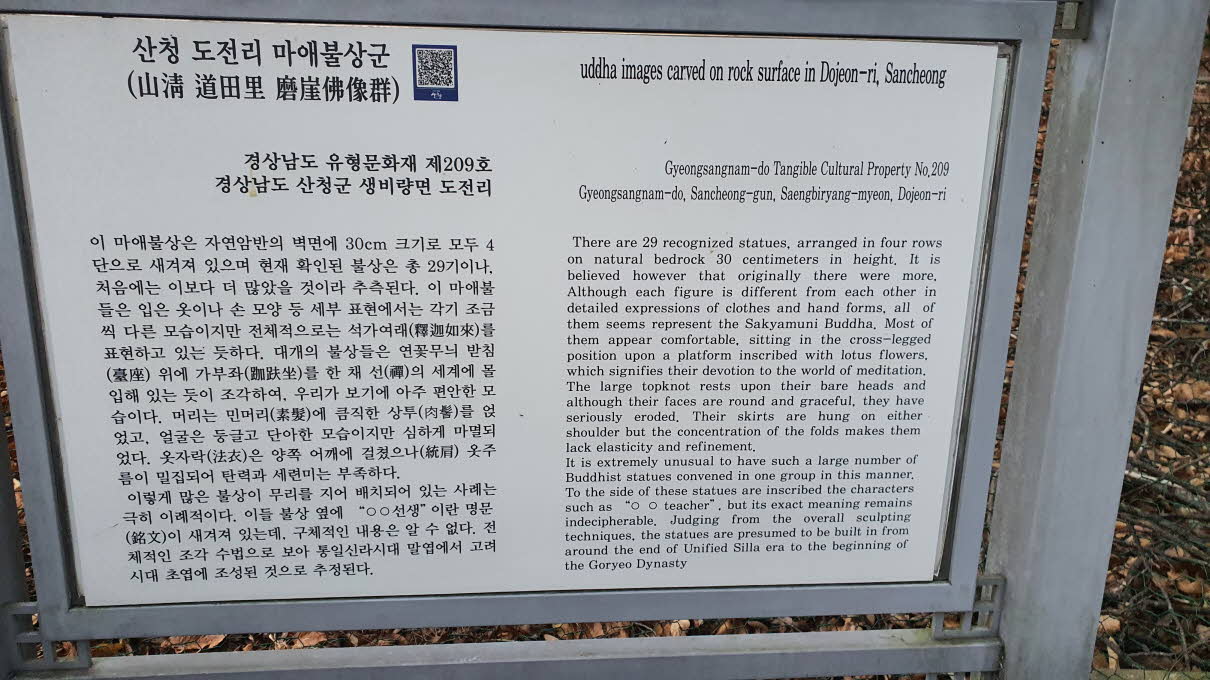 산청 도전리 마애불상군
(山淸 道田里 磨崖佛像群)
경상남도 유형문화재 제209호
경상남도 산청군 생비량면 도전리
이 마애불상은 자연암반의 벽면에 30cm 크기로 모두 4
단으로 새겨져 있으며 현재 확인된 불상은 총 29기이나,
처음에는 이보다 더 많았을 것이라 추측된다. 이 마애불
들은 입은 옷이나 손 모양 등 세부 표현에서는 각기 조금
씩 다른 모습이지만 전체적으로는 석가여래(釋迦如來)를
표현하고 있는 듯하다. 대개의 불상들은 연꽃무늬 받침
(臺座) 위에 가부좌(跏趺坐)를 한 채 선(禪)의 세계에 몰
입해 있는 듯이 조각하여, 우리가 보기에 아주 편안한 모
습이다. 머리는 민머리(素髮)에 큼직한 상투(肉髻)를 얹
었고, 얼굴은 둥글고 단아한 모습이지만 심하게 마멸되
었다. 옷자락(法衣)은 양쪽 어깨에 걸쳤으나(統肩) 옷주
름이 밀집되어 탄력과 세련미는 부족하다.
이렇게 많은 불상이 무리를 지어 배치되어 있는 사례는
극히 이례적이다. 이들 불상 옆에 “○○선생”이란 명문
(銘文)이 새겨져 있는데, 구체적인 내용은 알 수 없다. 전
체적인 조각 수법으로 보아 통일신라시대 말엽에서 고려
시대 초엽에 조성된 것으로 추정된다.
uddha images carved on rock surface in Dojeon-ri, Sancheong
Gyeongsangnam-do Tangible Cultural Property No.209
Gyeongsangnam-do, Sancheong-gun, Saengbiryang-myeon, Dojeon-ri
There are 29 recognized statues, arranged in four rows
on natural bedrock 30 centimeters in height. It is
believed however that originally there were more.
Although each figure is different from each other in
detailed expressions of clothes and hand forms, all of
them seems represent the Sakyamuni Buddha. Most of
them appear comfortable, sitting in the cross-legged
position upon a platform inscribed with lotus flowers,
which signifies their devotion to the world of meditation.
The large topknot rests upon their bare heads and
although their faces are round and graceful, they have
seriously eroded. Their skirts are hung on either
shoulder but the concentration of the folds makes them
lack elasticity and refinement.
It is extremely unusual to have such a large number of
Buddhist statues convened in one group in this manner.
To the side of these statues are inscribed the characters
such as “○ ○ teacher”, but its exact meaning remains
indecipherable. Judging from the overall sculpting
techniques, the statues are presumed to be built in from
around the end of Unified Silla era to the beginning of
the Goryeo Dynasty